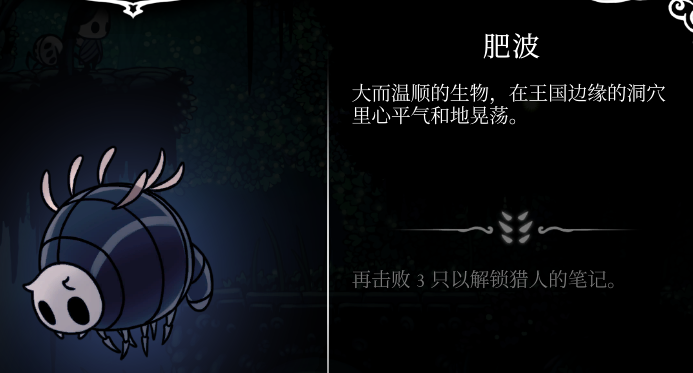 肥波
大而温顺的生物，在王国边缘的洞穴
里心平气和地晃荡。
再击败 3 只以解锁猎人的笔记。